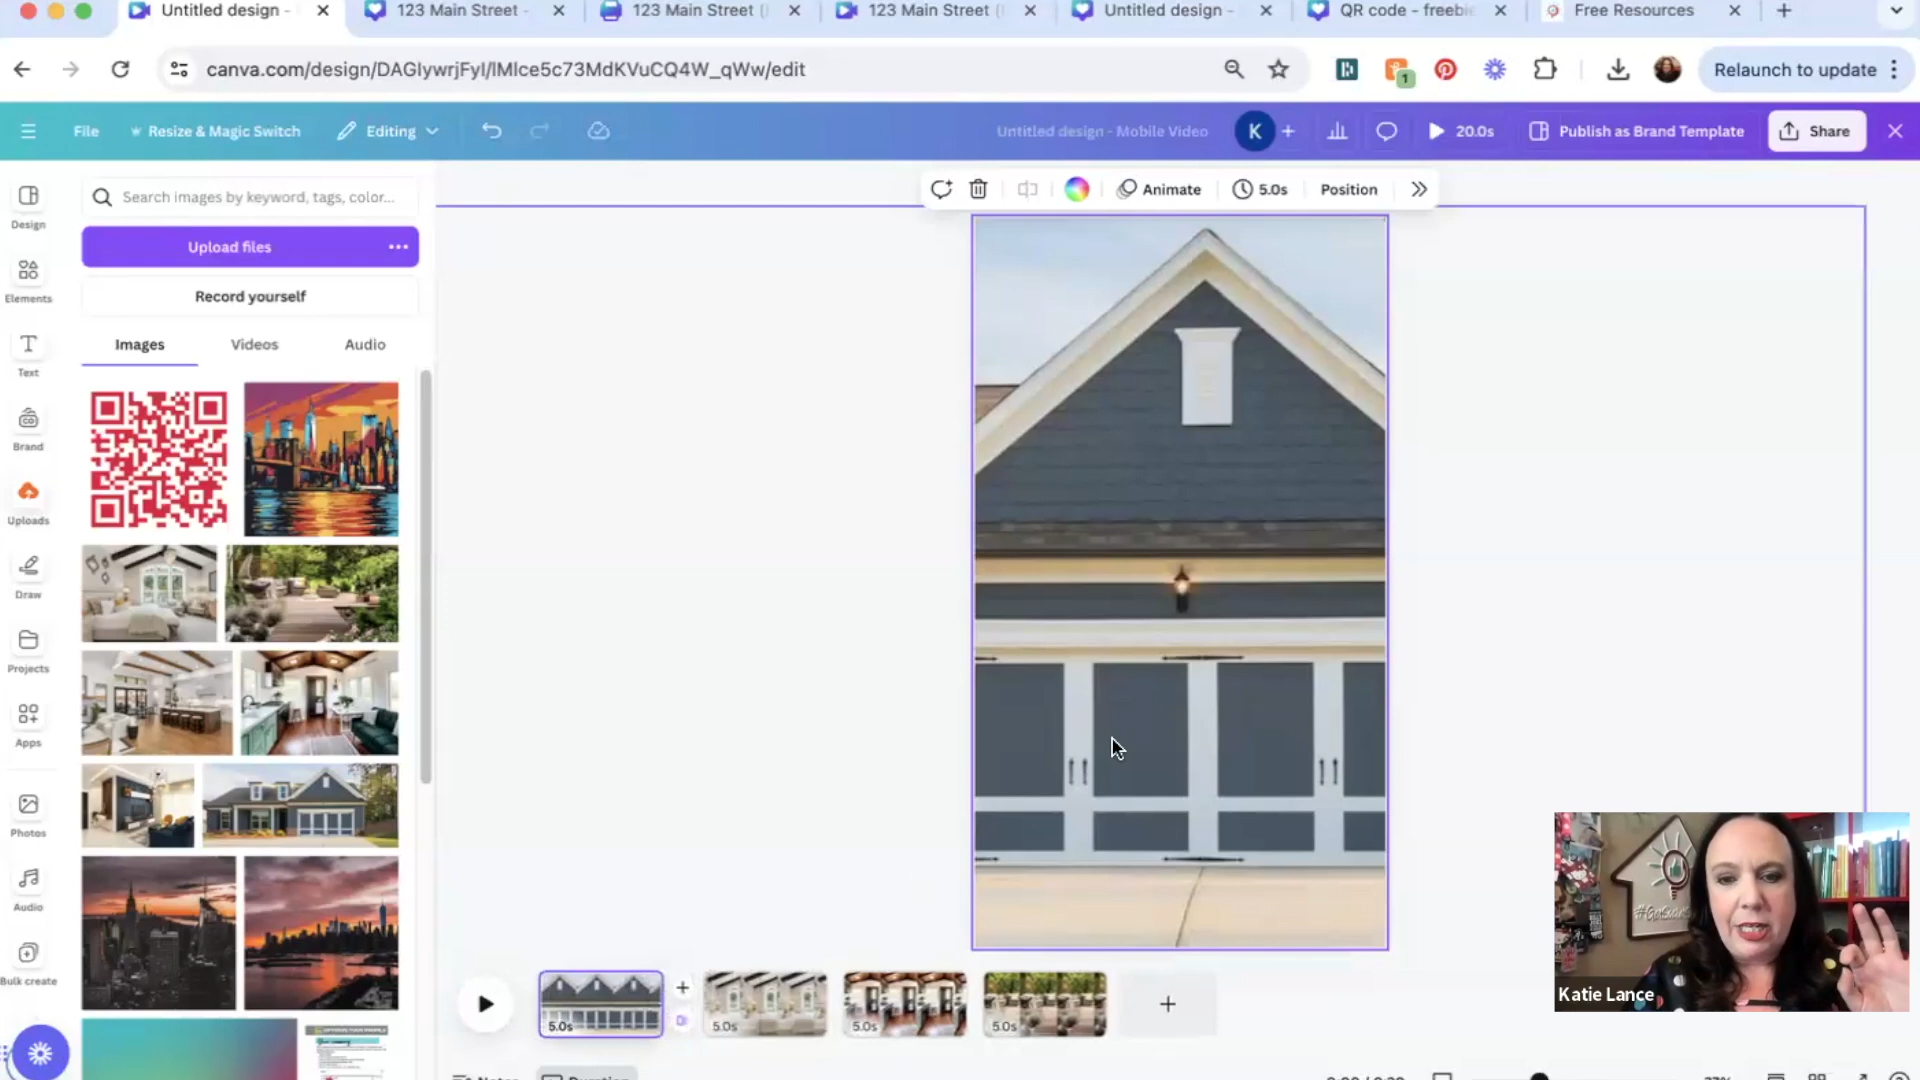 Untitled design -
123 Main Street -
123 Main Street (
123 Main Street (
Untitled design -
QR code - freebie
Free Resources
canva.com/design/DAGlywrjFyI/lMlce5c73MdKVuCQ4W_qWw/edit
1
Relaunch to update
File
Resize & Magic Switch
Editing
Untitled design - Mobile Video
K
20.0s
Publish as Brand Template
Share
Design
Elements
Text
Brand
Uploads
Draw
Projects
Apps
Photos
Audio
Bulk create
Search images by keyword, tags, color...
Upload files
Record yourself
Images
Videos
Audio
Animate
5.0s
Position
Katie Lance
5.0s
5.0s
5.0s
5.0s
Notes
Duration